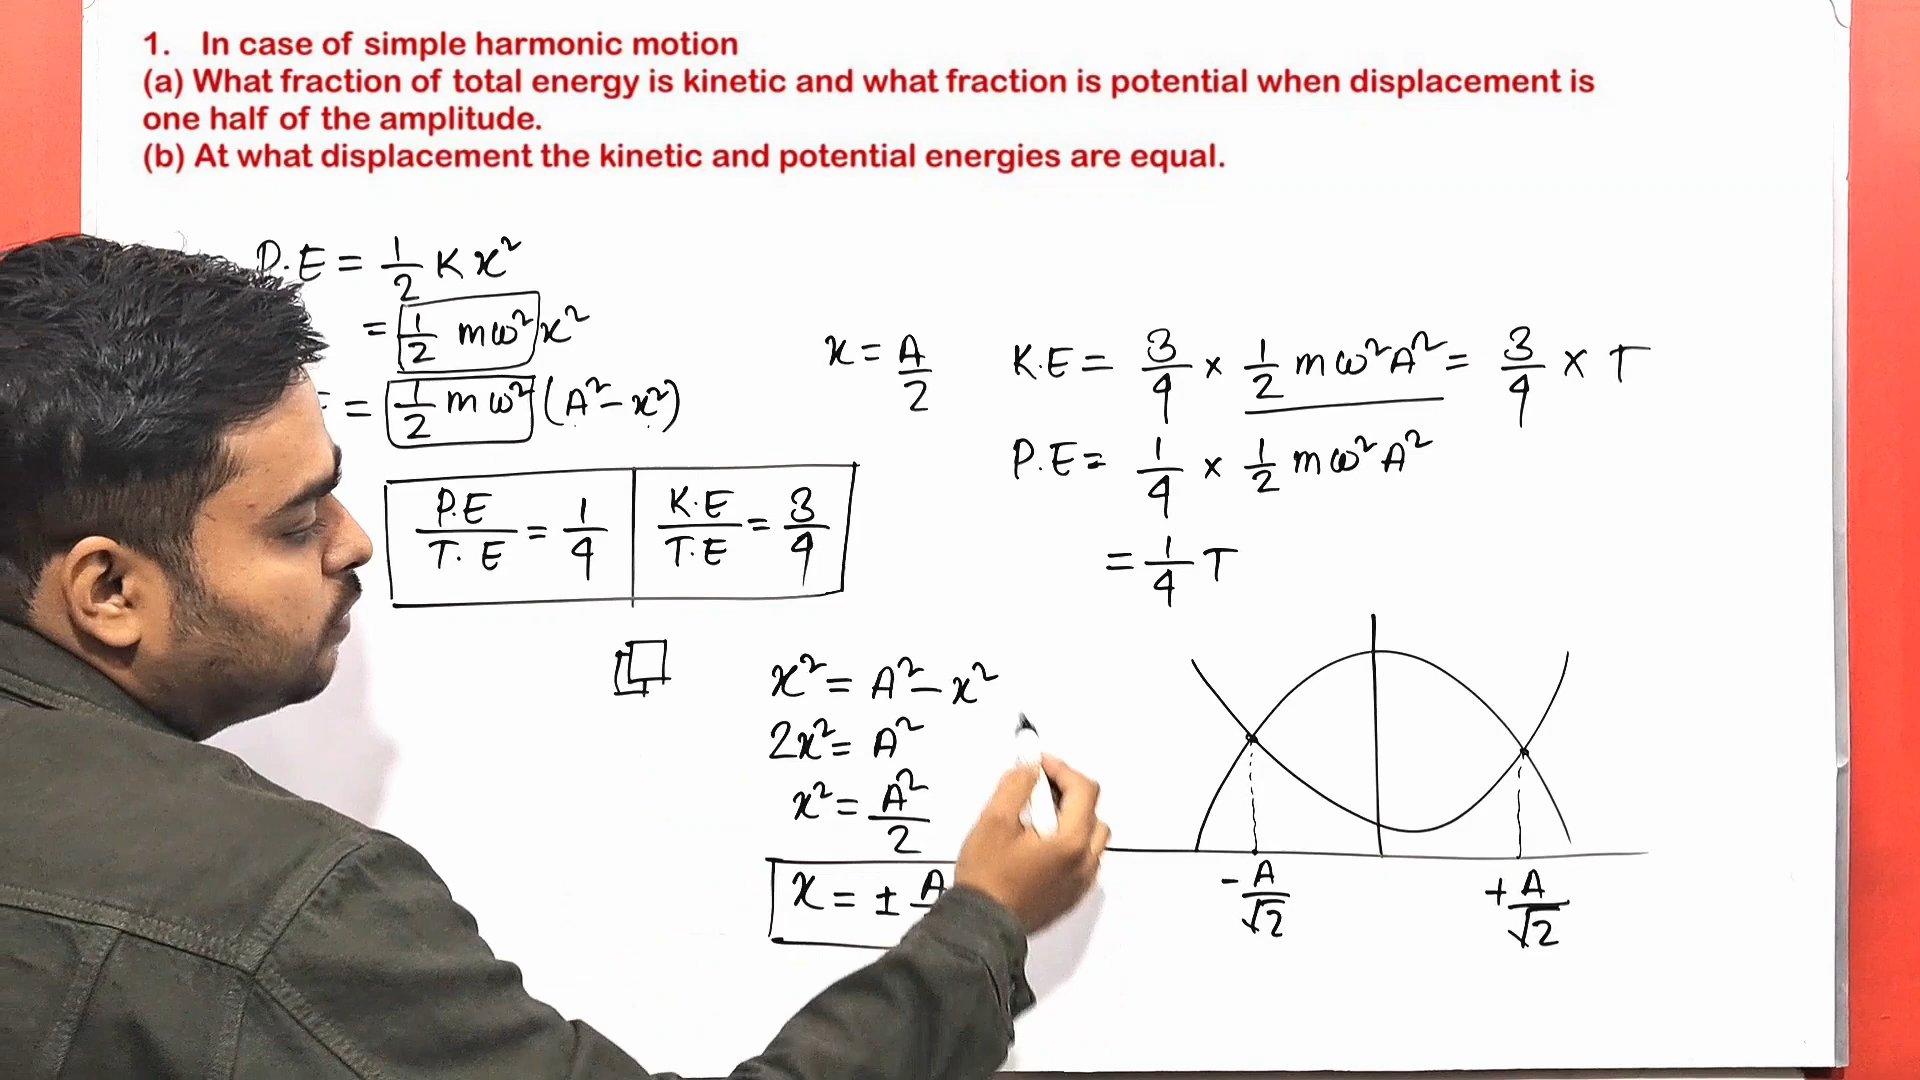 1. In case of simple harmonic motion
(a) What fraction of total energy is kinetic and what fraction is potential when displacement is
one half of the amplitude.
(b) At what displacement the kinetic and potential energies are equal.
P.E = 1/2 K x²
= 1/2 mω² x²
= 1/2 mω² (A² − x²)
P.E/T.E = 1/4 K.E/T.E = 3/4
x = A/2
K.E = 3/4 × 1/2 mω²A² = 3/4 × T
P.E = 1/4 × 1/2 mω²A²
= 1/4 T
x² = A² − x²
2x² = A²
x² = A²/2
x = ± A
−A/√2 +A/√2